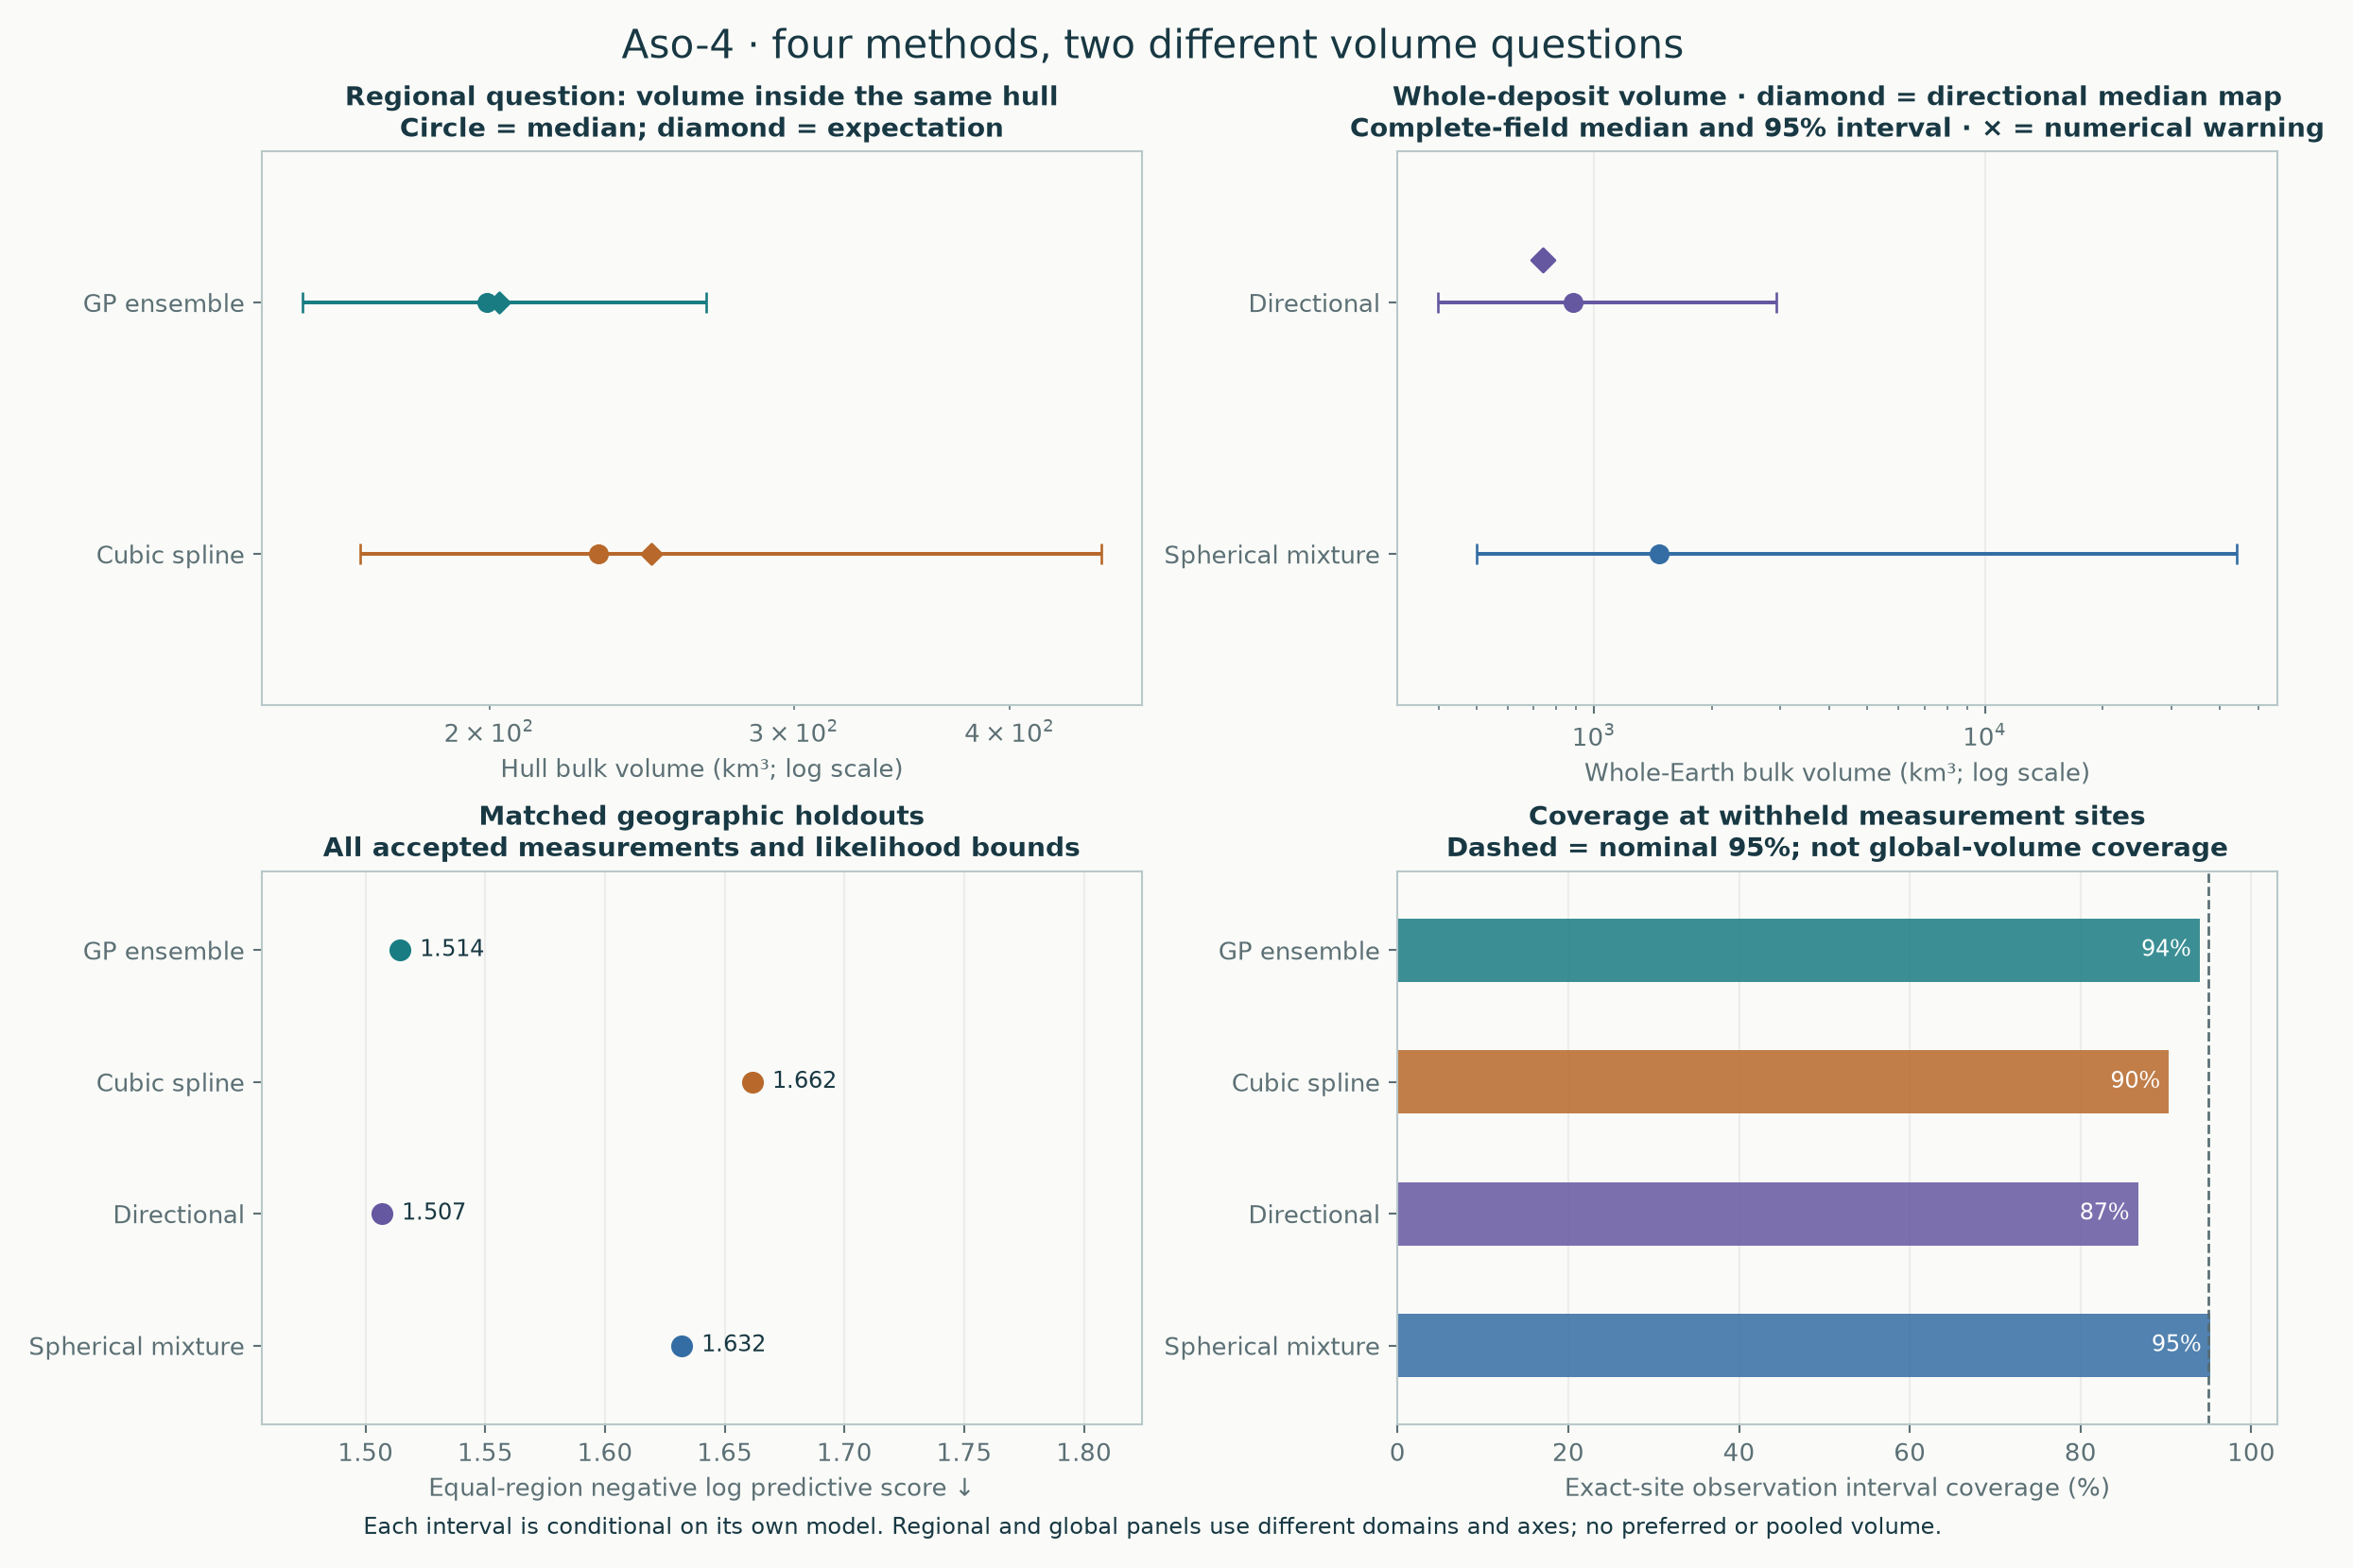 Aso-4 · four methods, two different volume questions
Regional question: volume inside the same hull
Circle = median; diamond = expectation
GP ensemble
Cubic spline
2 × 10²
3 × 10²
4 × 10²
Hull bulk volume (km³; log scale)
Whole-deposit volume · diamond = directional median map
Complete-field median and 95% interval · × = numerical warning
Directional
Spherical mixture
10³
10⁴
Whole-Earth bulk volume (km³; log scale)
Matched geographic holdouts
All accepted measurements and likelihood bounds
GP ensemble
1.514
Cubic spline
1.662
Directional
1.507
Spherical mixture
1.632
1.50
1.55
1.60
1.65
1.70
1.75
1.80
Equal-region negative log predictive score ↓
Coverage at withheld measurement sites
Dashed = nominal 95%; not global-volume coverage
GP ensemble
94%
Cubic spline
90%
Directional
87%
Spherical mixture
95%
0
20
40
60
80
100
Exact-site observation interval coverage (%)
Each interval is conditional on its own model. Regional and global panels use different domains and axes; no preferred or pooled volume.